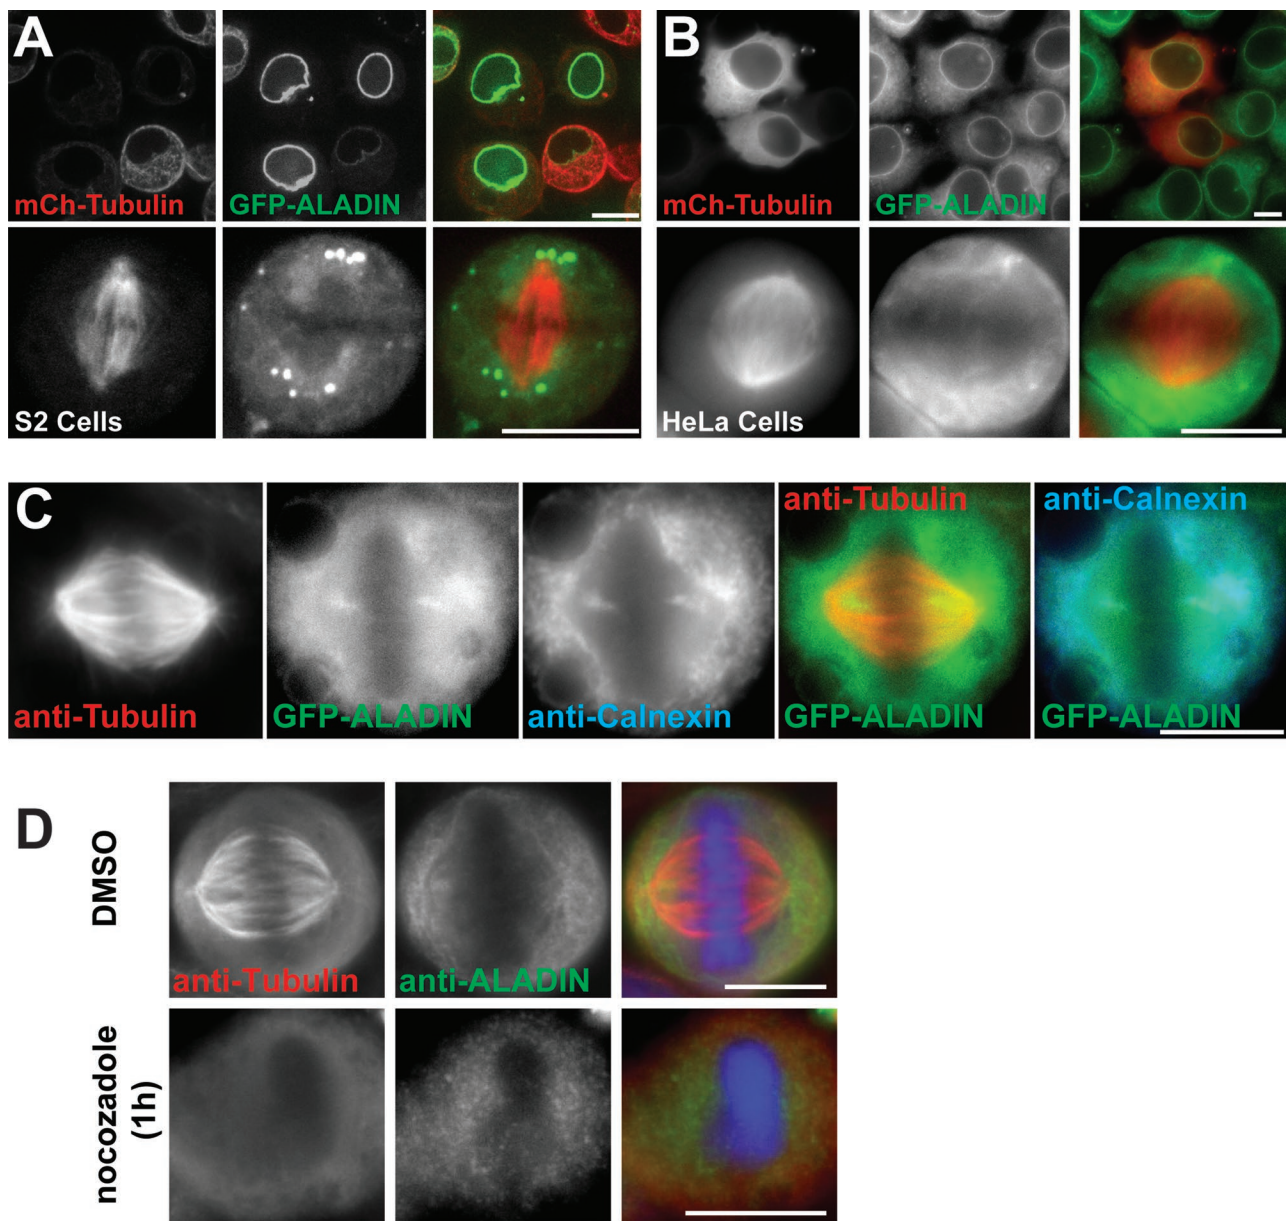 A
mCh-Tubulin
GFP-ALADIN
S2 Cells
B
mCh-Tubulin
GFP-ALADIN
HeLa Cells
C
anti-Tubulin
GFP-ALADIN
anti-Calnexin
anti-Tubulin
GFP-ALADIN
anti-Calnexin
GFP-ALADIN
D
DMSO
anti-Tubulin
anti-ALADIN
nocozadole
(1h)